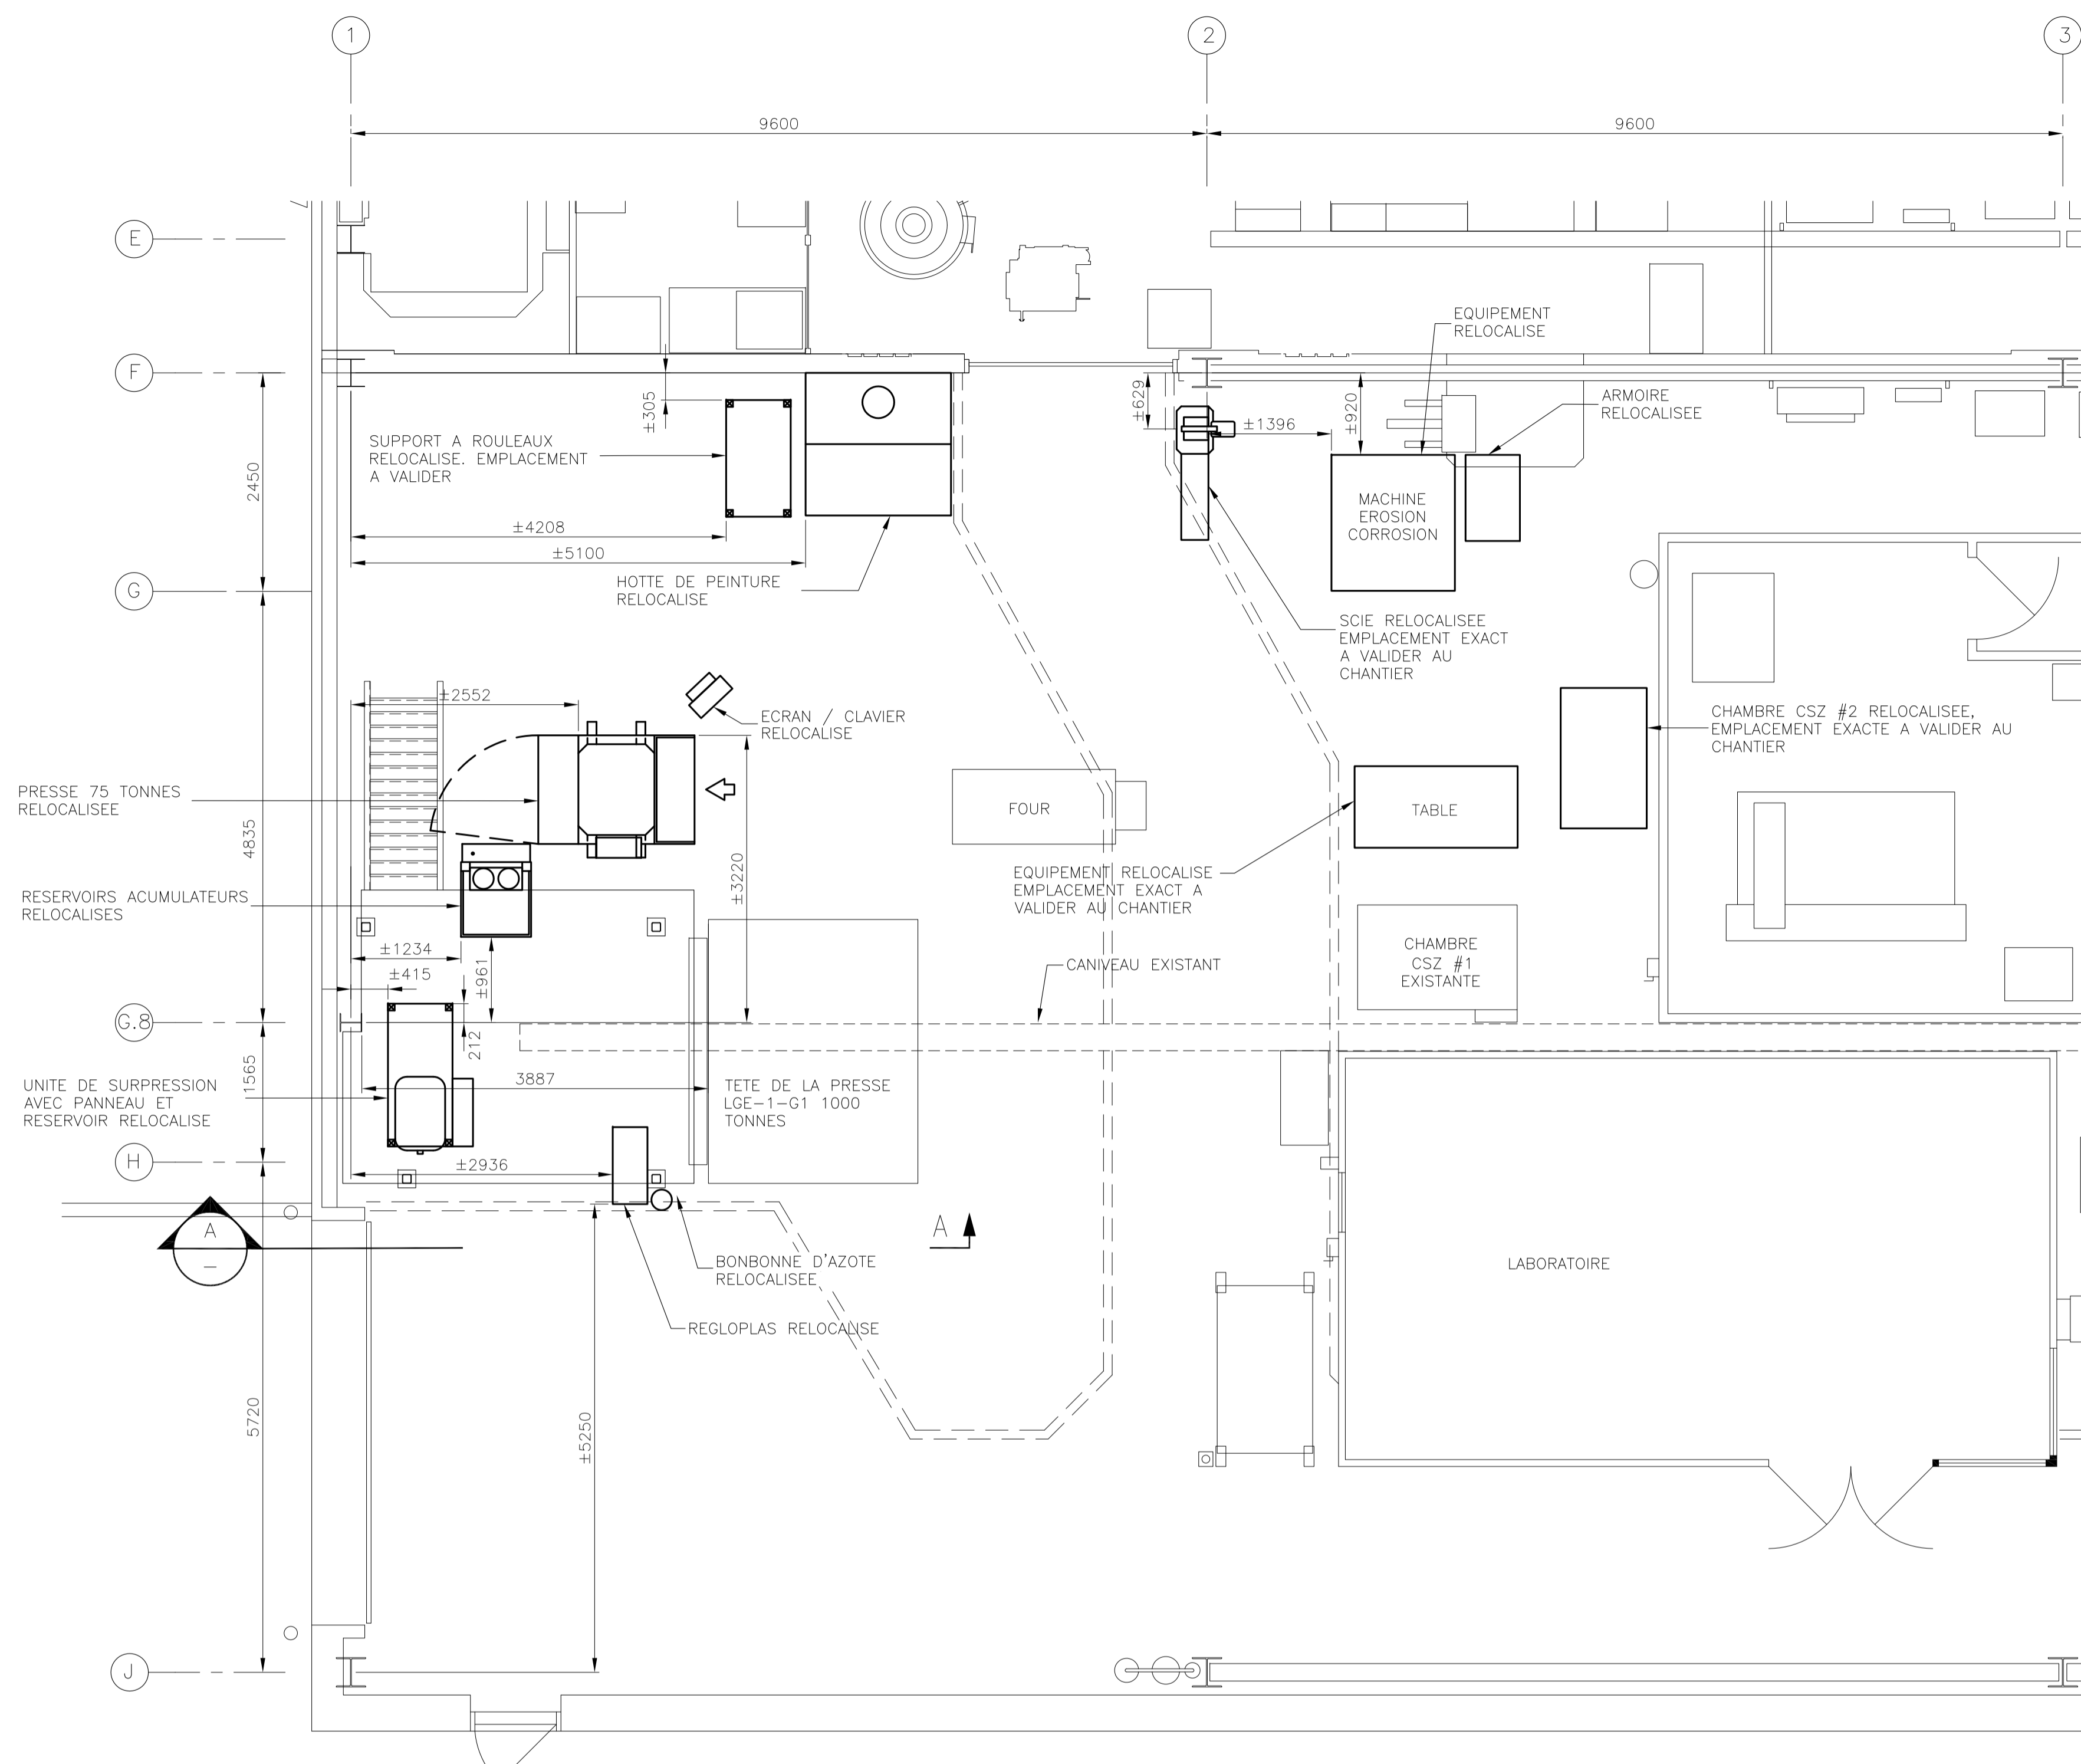 1
2
3
9600
9600
E
F
EQUIPEMENT
RELOCALISE
±305
±629
±920
±1396
ARMOIRE
RELOCALISEE
SUPPORT A ROULEAUX
RELOCALISE. EMPLACEMENT
A VALIDER
2450
MACHINE
EROSION
CORROSION
±4208
±5100
HOTTE DE PEINTURE
RELOCALISE
G
SCIE RELOCALISEE
EMPLACEMENT EXACT
A VALIDER AU
CHANTIER
±2552
ECRAN / CLAVIER
RELOCALISE
CHAMBRE CSZ #2 RELOCALISEE,
EMPLACEMENT EXACTE A VALIDER AU
CHANTIER
PRESSE 75 TONNES
RELOCALISEE
FOUR
TABLE
4835
±3220
EQUIPEMENT RELOCALISE
EMPLACEMENT EXACT A
VALIDER AU CHANTIER
RESERVOIRS ACUMULATEURS
RELOCALISES
±1234
±961
±415
CANIVEAU EXISTANT
CHAMBRE
CSZ #1
EXISTANTE
G.8
212
1565
3887
UNITE DE SURPRESSION
AVEC PANNEAU ET
RESERVOIR RELOCALISE
TETE DE LA PRESSE
LGE-1-G1 1000
TONNES
H
±2936
A
-
A
BONBONNE D'AZOTE
RELOCALISEE
LABORATOIRE
REGLOPLAS RELOCALISE
5720
±5250
J